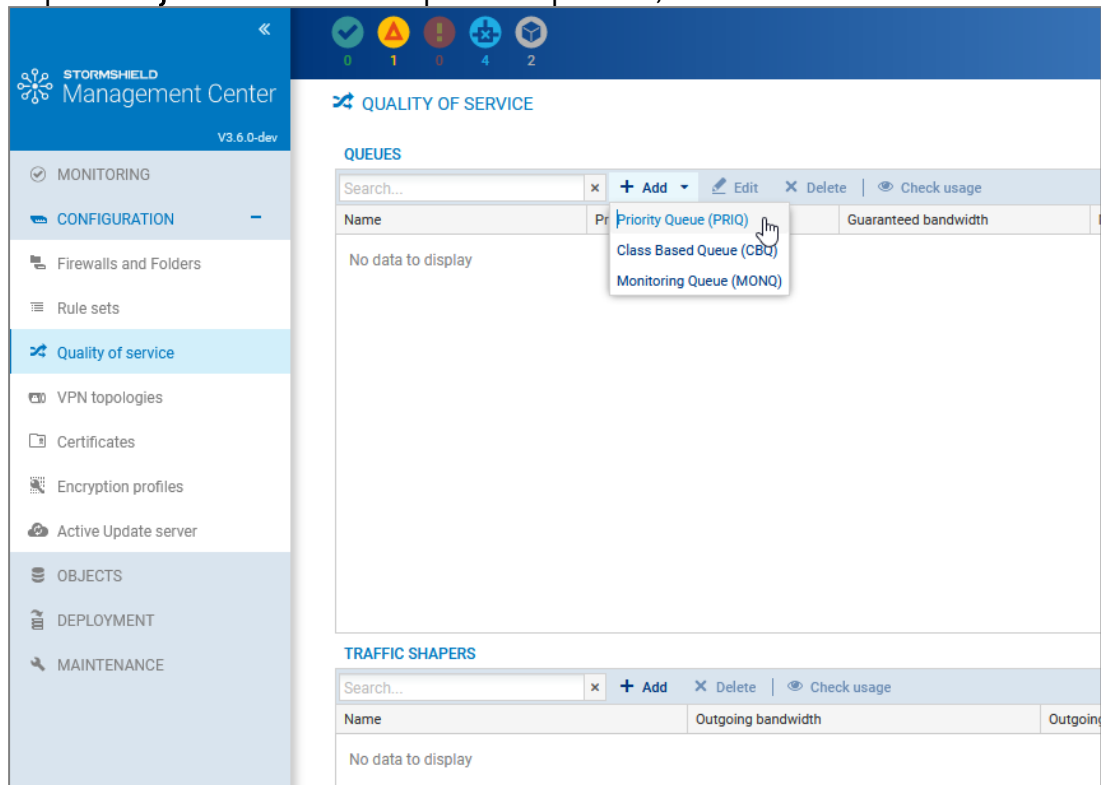 «
0 1 0 4 2
STORMSHIELD
Management Center
V3.6.0-dev
QUALITY OF SERVICE
QUEUES
MONITORING
Search... × + Add Edit × Delete Check usage
CONFIGURATION –
Name Pr Guaranteed bandwidth
Priority Queue (PRIQ)
Class Based Queue (CBQ)
Monitoring Queue (MONQ)
No data to display
Firewalls and Folders
Rule sets
Quality of service
VPN topologies
Certificates
Encryption profiles
Active Update server
OBJECTS
DEPLOYMENT
MAINTENANCE
TRAFFIC SHAPERS
Search... × + Add × Delete Check usage
Name Outgoing bandwidth Outgoing
No data to display